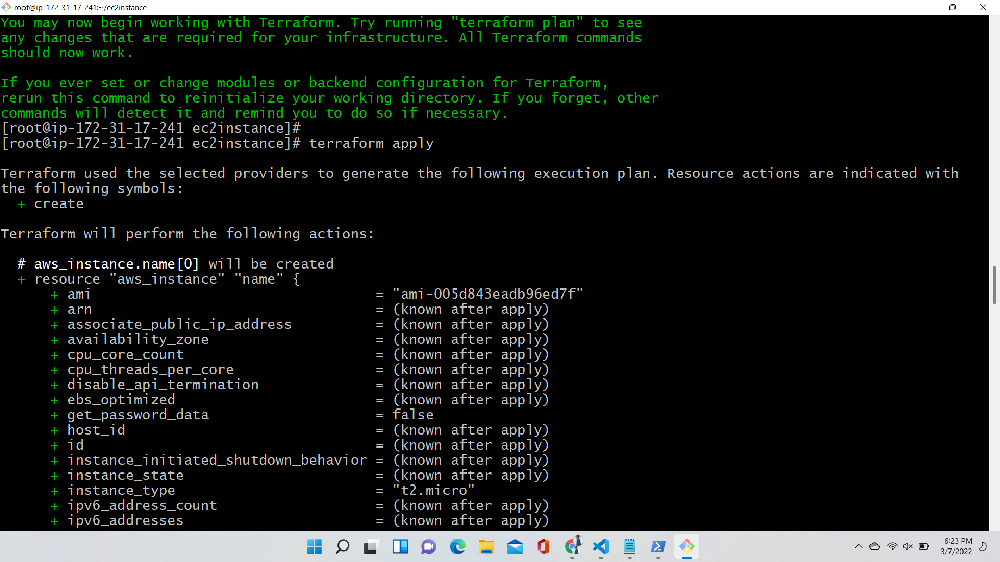 root@ip-172-31-17-241:~/ec2instance
You may now begin working with Terraform. Try running "terraform plan" to see
any changes that are required for your infrastructure. All Terraform commands
should now work.
If you ever set or change modules or backend configuration for Terraform,
rerun this command to reinitialize your working directory. If you forget, other
commands will detect it and remind you to do so if necessary.
[root@ip-172-31-17-241 ec2instance]#
[root@ip-172-31-17-241 ec2instance]# terraform apply
Terraform used the selected providers to generate the following execution plan. Resource actions are indicated with
the following symbols:
+ create
Terraform will perform the following actions:
# aws_instance.name[0] will be created
+ resource "aws_instance" "name" {
+ ami = "ami-005d843eadb96ed7f"
+ arn = (known after apply)
+ associate_public_ip_address = (known after apply)
+ availability_zone = (known after apply)
+ cpu_core_count = (known after apply)
+ cpu_threads_per_core = (known after apply)
+ disable_api_termination = (known after apply)
+ ebs_optimized = (known after apply)
+ get_password_data = false
+ host_id = (known after apply)
+ id = (known after apply)
+ instance_initiated_shutdown_behavior = (known after apply)
+ instance_state = (known after apply)
+ instance_type = "t2.micro"
+ ipv6_address_count = (known after apply)
+ ipv6_addresses = (known after apply)
6:23 PM
3/7/2022